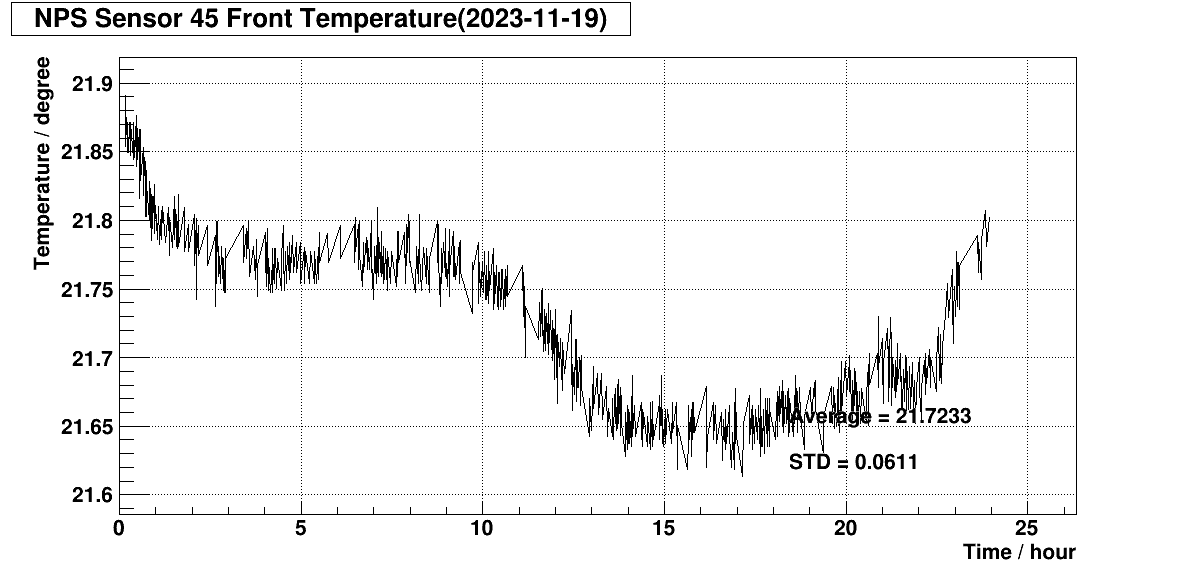 NPS Sensor 45 Front Temperature(2023-11-19)
Temperature / degree
21.9
21.85
21.8
21.75
21.7
21.65
21.6
Average = 21.7233
STD = 0.0611
0 5 10 15 20 25
Time / hour